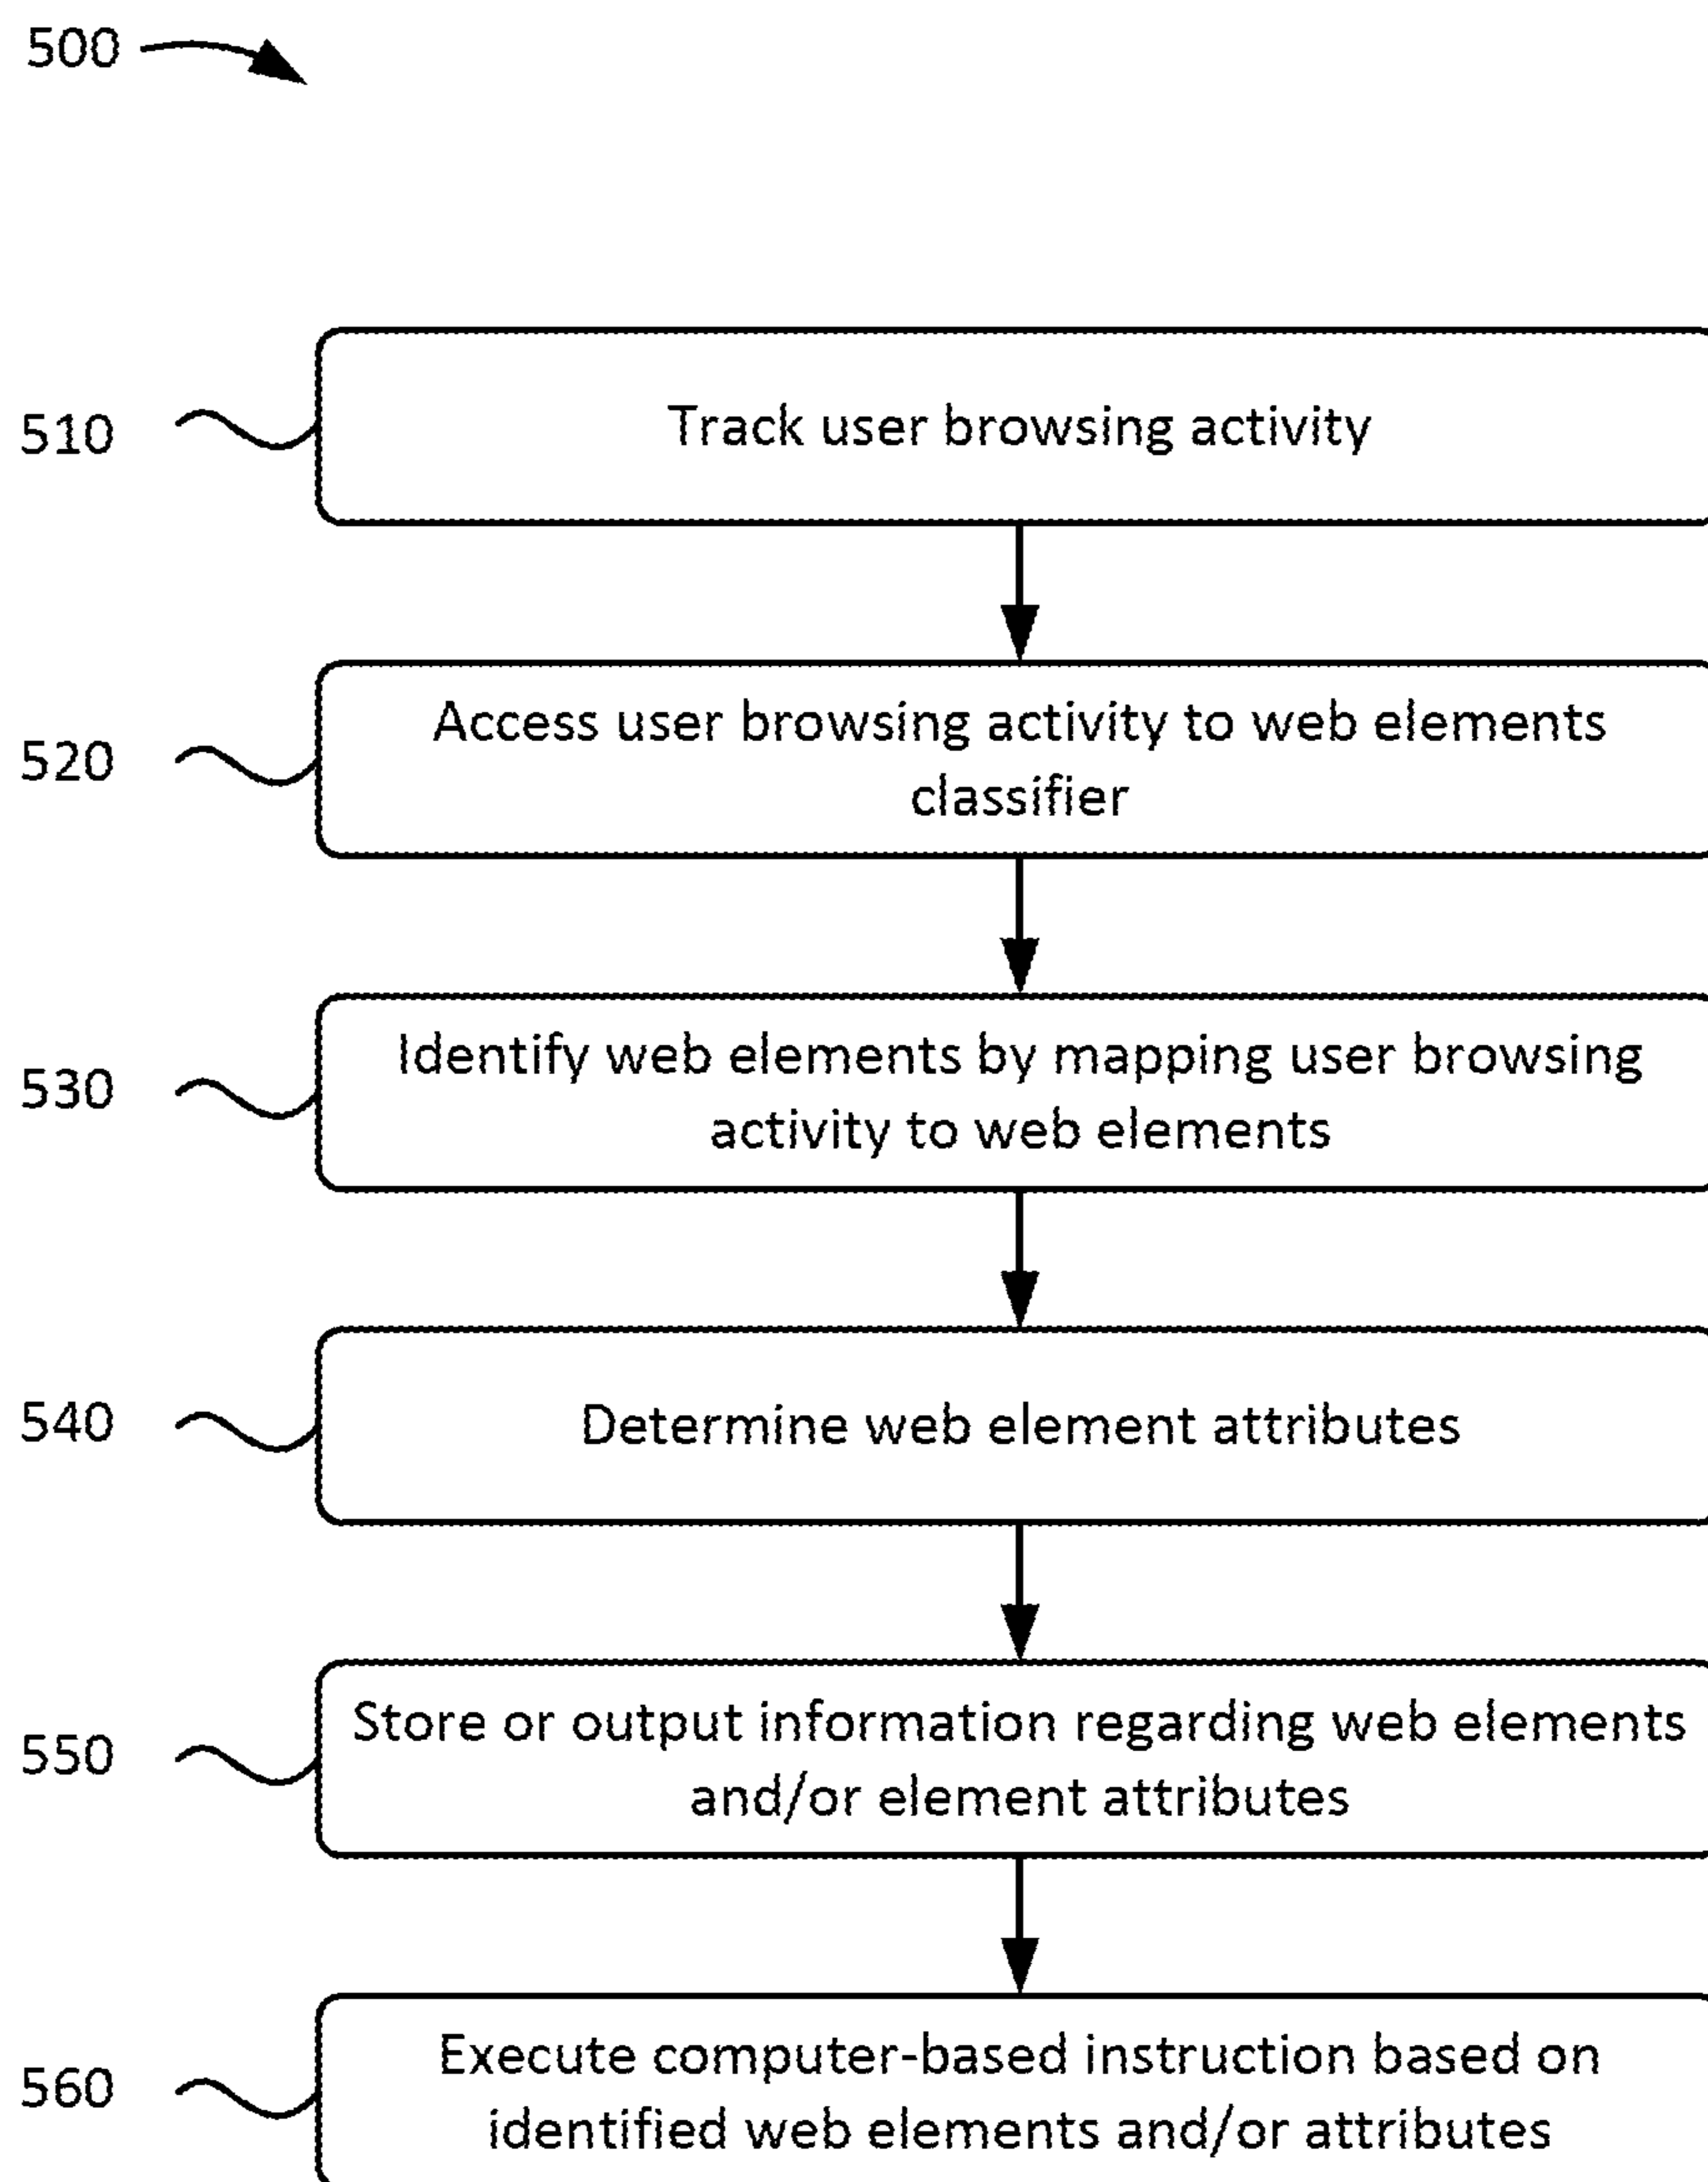 500
510
Track user browsing activity
520
Access user browsing activity to web elements
classifier
530
Identify web elements by mapping user browsing
activity to web elements
540
Determine web element attributes
550
Store or output information regarding web elements
and/or element attributes
560
Execute computer-based instruction based on
identified web elements and/or attributes